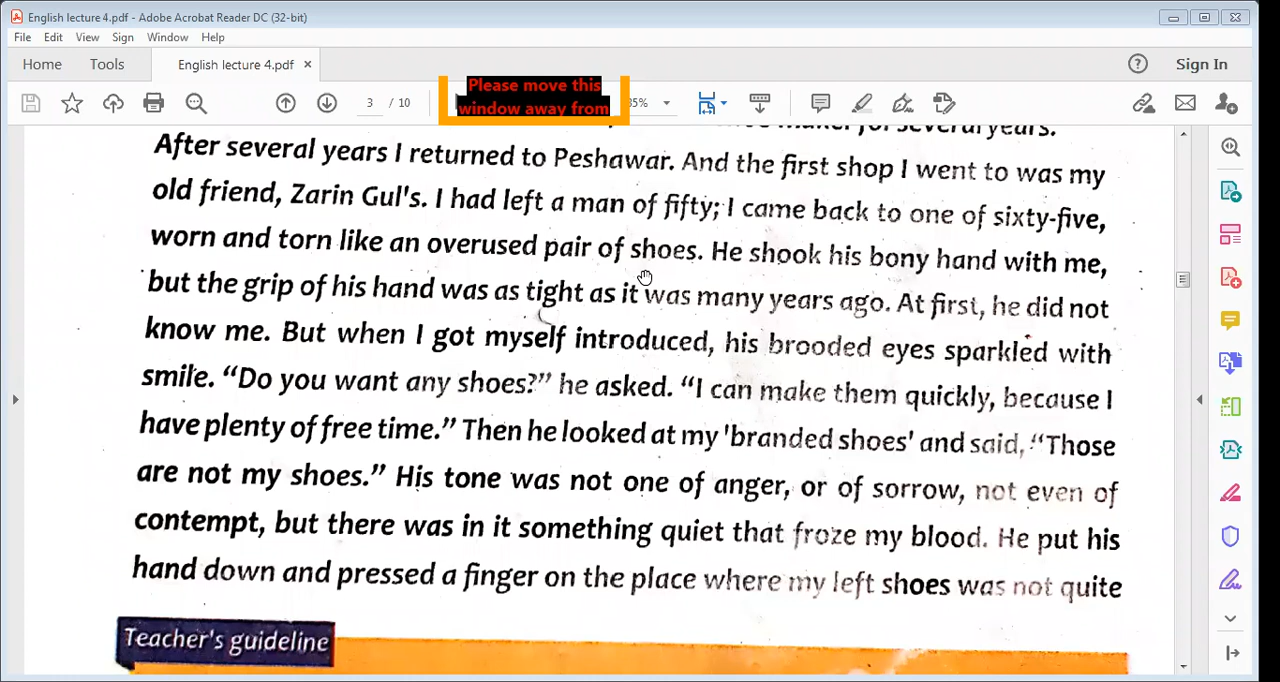 English lecture 4.pdf - Adobe Acrobat Reader DC (32-bit)
File Edit View Sign Window Help
Home Tools English lecture 4.pdf × Sign In
3 / 10 Please move this
window away from 35%
maker for several years.
After several years I returned to Peshawar. And the first shop I went to was my
old friend, Zarin Gul's. I had left a man of fifty; I came back to one of sixty-five,
worn and torn like an overused pair of shoes. He shook his bony hand with me,
but the grip of his hand was as tight as it was many years ago. At first, he did not
know me. But when I got myself introduced, his brooded eyes sparkled with
smile. “Do you want any shoes?” he asked. “I can make them quickly, because I
have plenty of free time.” Then he looked at my 'branded shoes' and said, “Those
are not my shoes.” His tone was not one of anger, or of sorrow, not even of
contempt, but there was in it something quiet that froze my blood. He put his
hand down and pressed a finger on the place where my left shoes was not quite
Teacher's guideline